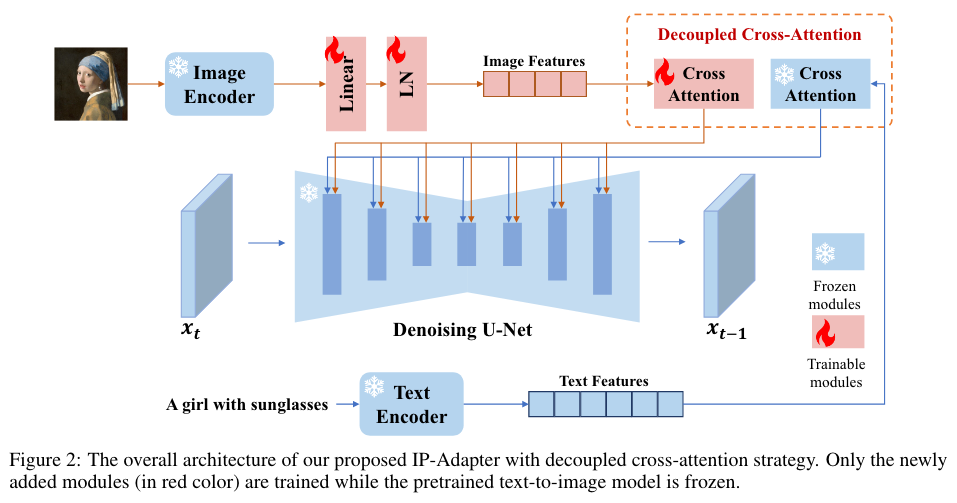 Decoupled Cross-Attention
Image
Encoder
Linear
LN
Image Features
Cross
Attention
Cross
Attention
x_t
Denoising U-Net
x_{t−1}
Frozen
modules
Trainable
modules
A girl with sunglasses
Text
Encoder
Text Features
Figure 2: The overall architecture of our proposed IP-Adapter with decoupled cross-attention strategy. Only the newly
added modules (in red color) are trained while the pretrained text-to-image model is frozen.